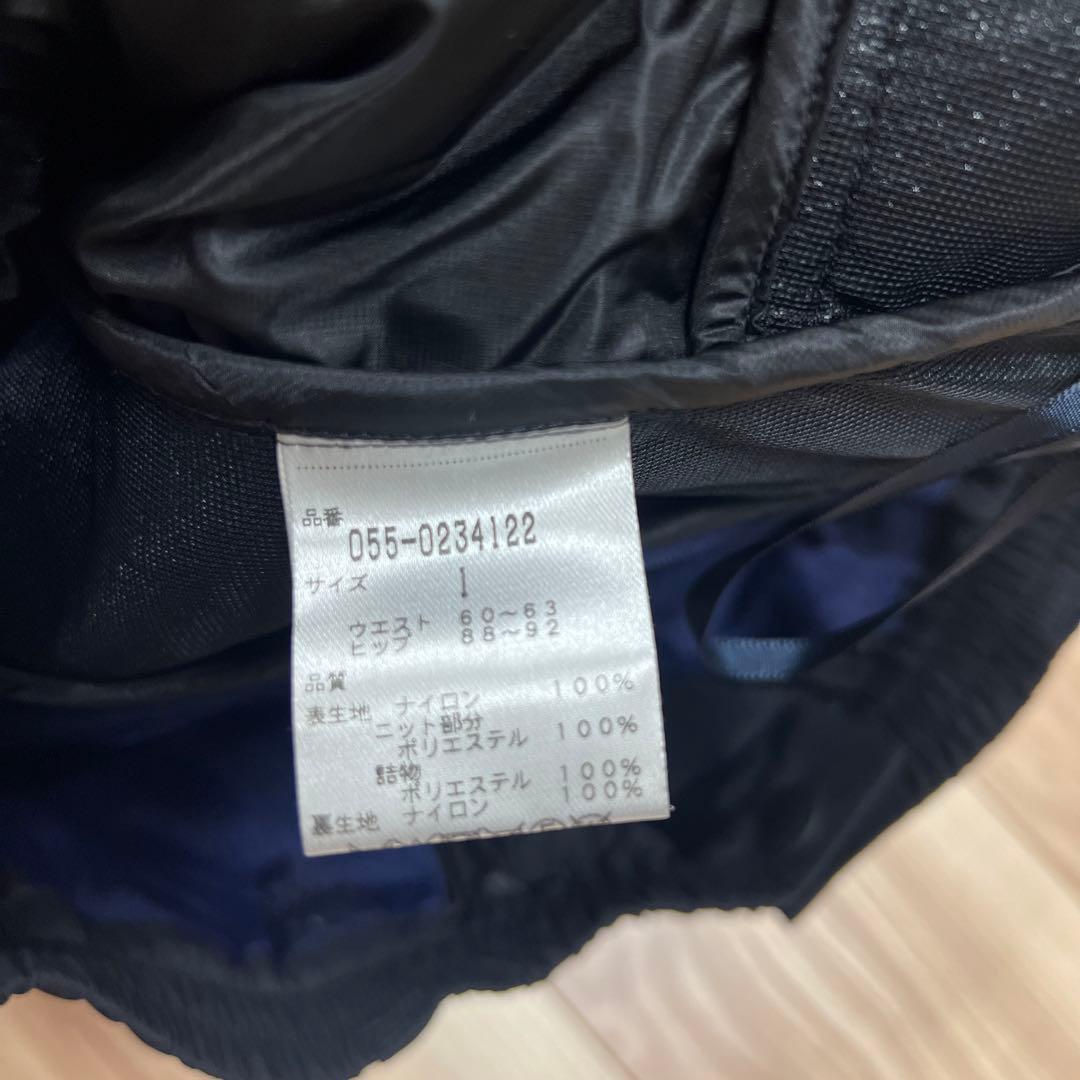 品番
055-0234122
サイズ 1
ウエスト 60〜63
ヒップ 88〜92
品質
表生地 ナイロン 100%
ニット部分
ポリエステル 100%
詰物
ポリエステル 100%
裏生地 ナイロン 100%